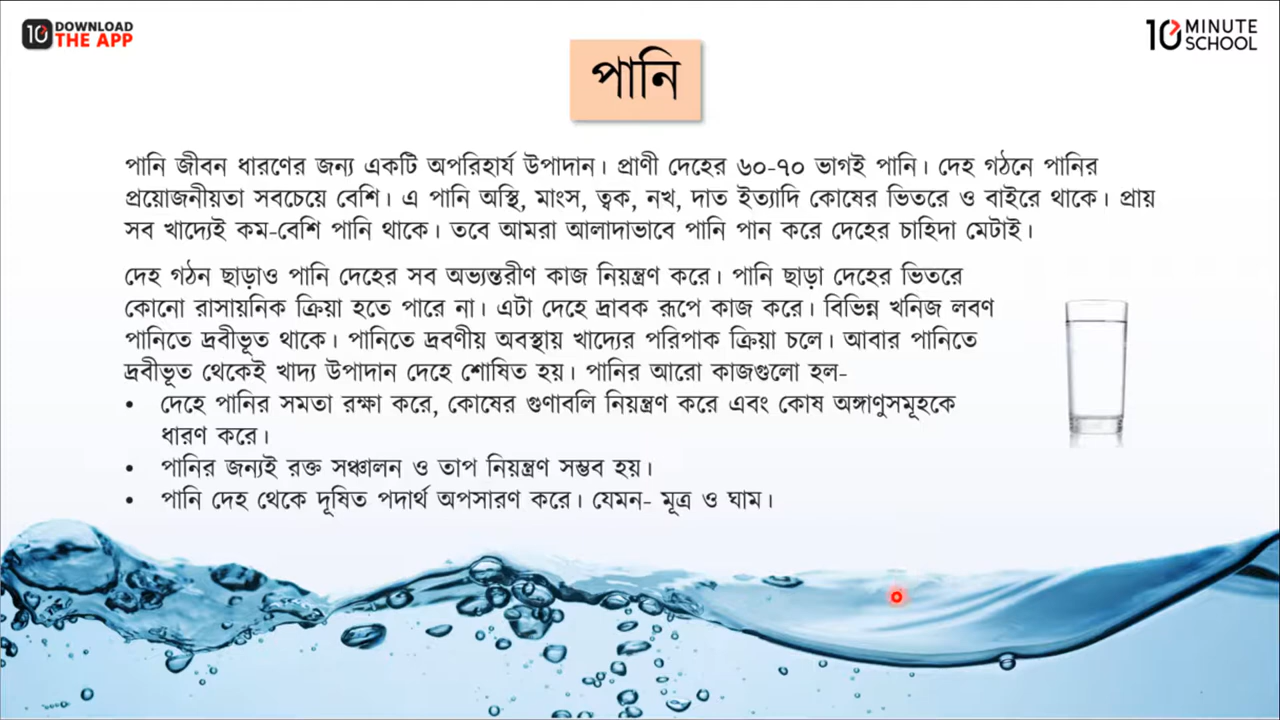 10 DOWNLOAD
THE APP
10 MINUTE
SCHOOL
পানি
পানি জীবন ধারণের জন্য একটি অপরিহার্য উপাদান। প্রাণী দেহের ৬০-৭০ ভাগই পানি। দেহ গঠনে পানির
প্রয়োজনীয়তা সবচেয়ে বেশি। এ পানি অস্থি, মাংস, ত্বক, নখ, দাত ইত্যাদি কোষের ভিতরে ও বাইরে থাকে। প্রায়
সব খাদ্যেই কম-বেশি পানি থাকে। তবে আমরা আলাদাভাবে পানি পান করে দেহের চাহিদা মেটাই।
দেহ গঠন ছাড়াও পানি দেহের সব অভ্যন্তরীণ কাজ নিয়ন্ত্রণ করে। পানি ছাড়া দেহের ভিতরে
কোনো রাসায়নিক ক্রিয়া হতে পারে না। এটা দেহে দ্রাবক রূপে কাজ করে। বিভিন্ন খনিজ লবণ
পানিতে দ্রবীভূত থাকে। পানিতে দ্রবণীয় অবস্থায় খাদ্যের পরিপাক ক্রিয়া চলে। আবার পানিতে
দ্রবীভূত থেকেই খাদ্য উপাদান দেহে শোষিত হয়। পানির আরো কাজগুলো হল-
• দেহে পানির সমতা রক্ষা করে, কোষের গুণাবলি নিয়ন্ত্রণ করে এবং কোষ অঙ্গাণুসমূহকে
ধারণ করে।
• পানির জন্যই রক্ত সঞ্চালন ও তাপ নিয়ন্ত্রণ সম্ভব হয়।
• পানি দেহ থেকে দূষিত পদার্থ অপসারণ করে। যেমন- মূত্র ও ঘাম।